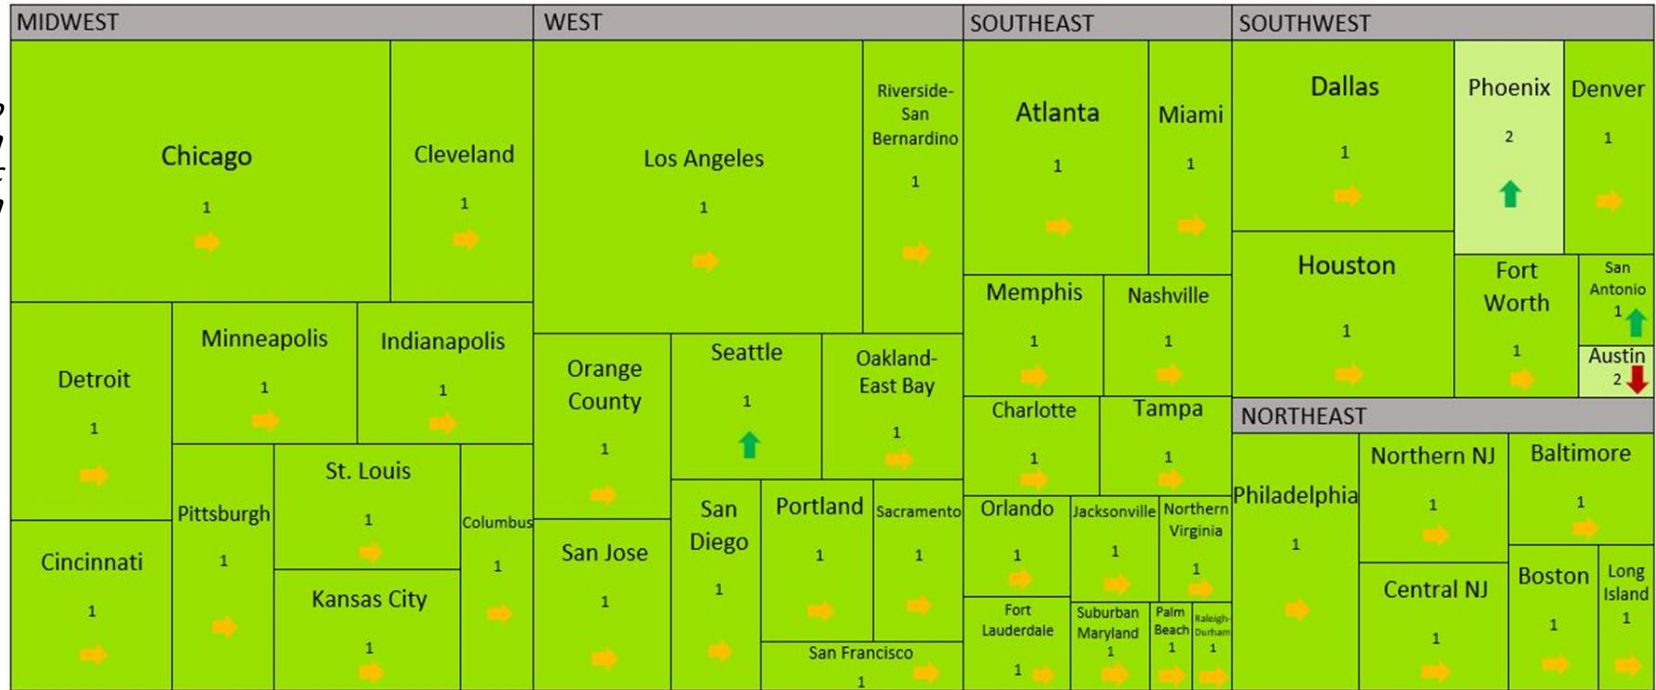 MIDWEST
Chicago
1
Cleveland
1
Detroit
1
Minneapolis
1
Indianapolis
1
Cincinnati
1
Pittsburgh
1
St. Louis
1
Kansas City
1
Columbus
1
WEST
Los Angeles
1
Riverside-
San
Bernardino
1
Orange
County
1
Seattle
1
Oakland-
East Bay
1
San Jose
1
San
Diego
1
Portland
1
Sacramento
1
San Francisco
1
SOUTHEAST
Atlanta
1
Miami
1
Memphis
1
Nashville
1
Charlotte
1
Tampa
1
Orlando
1
Jacksonville
1
Northern
Virginia
1
Fort
Lauderdale
1
Suburban
Maryland
1
Palm
Beach
1
Raleigh-
Durham
1
SOUTHWEST
Dallas
1
Phoenix
2
Denver
1
Houston
1
Fort
Worth
1
San
Antonio
1
Austin
2
NORTHEAST
Philadelphia
1
Northern NJ
1
Baltimore
1
Central NJ
1
Boston
1
Long
Island
1